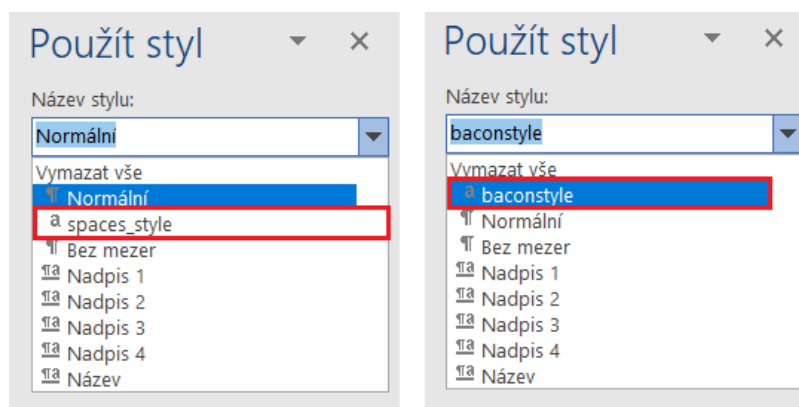 Použít styl
Název stylu:
Normální
Vymazat vše
¶ Normální
a spaces_style
¶ Bez mezer
¶a Nadpis 1
¶a Nadpis 2
¶a Nadpis 3
¶a Nadpis 4
¶a Název
Použít styl
Název stylu:
baconstyle
Vymazat vše
a baconstyle
¶ Normální
¶ Bez mezer
¶a Nadpis 1
¶a Nadpis 2
¶a Nadpis 3
¶a Nadpis 4
¶a Název